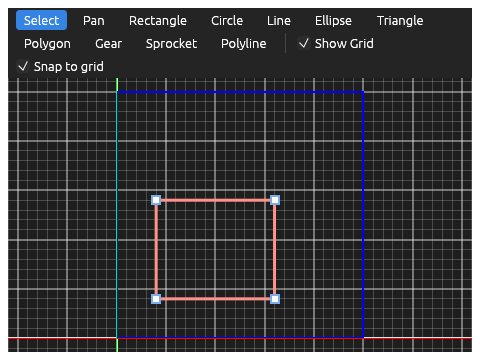 Select Pan Rectangle Circle Line Ellipse Triangle
Polygon Gear Sprocket Polyline Show Grid
Snap to grid